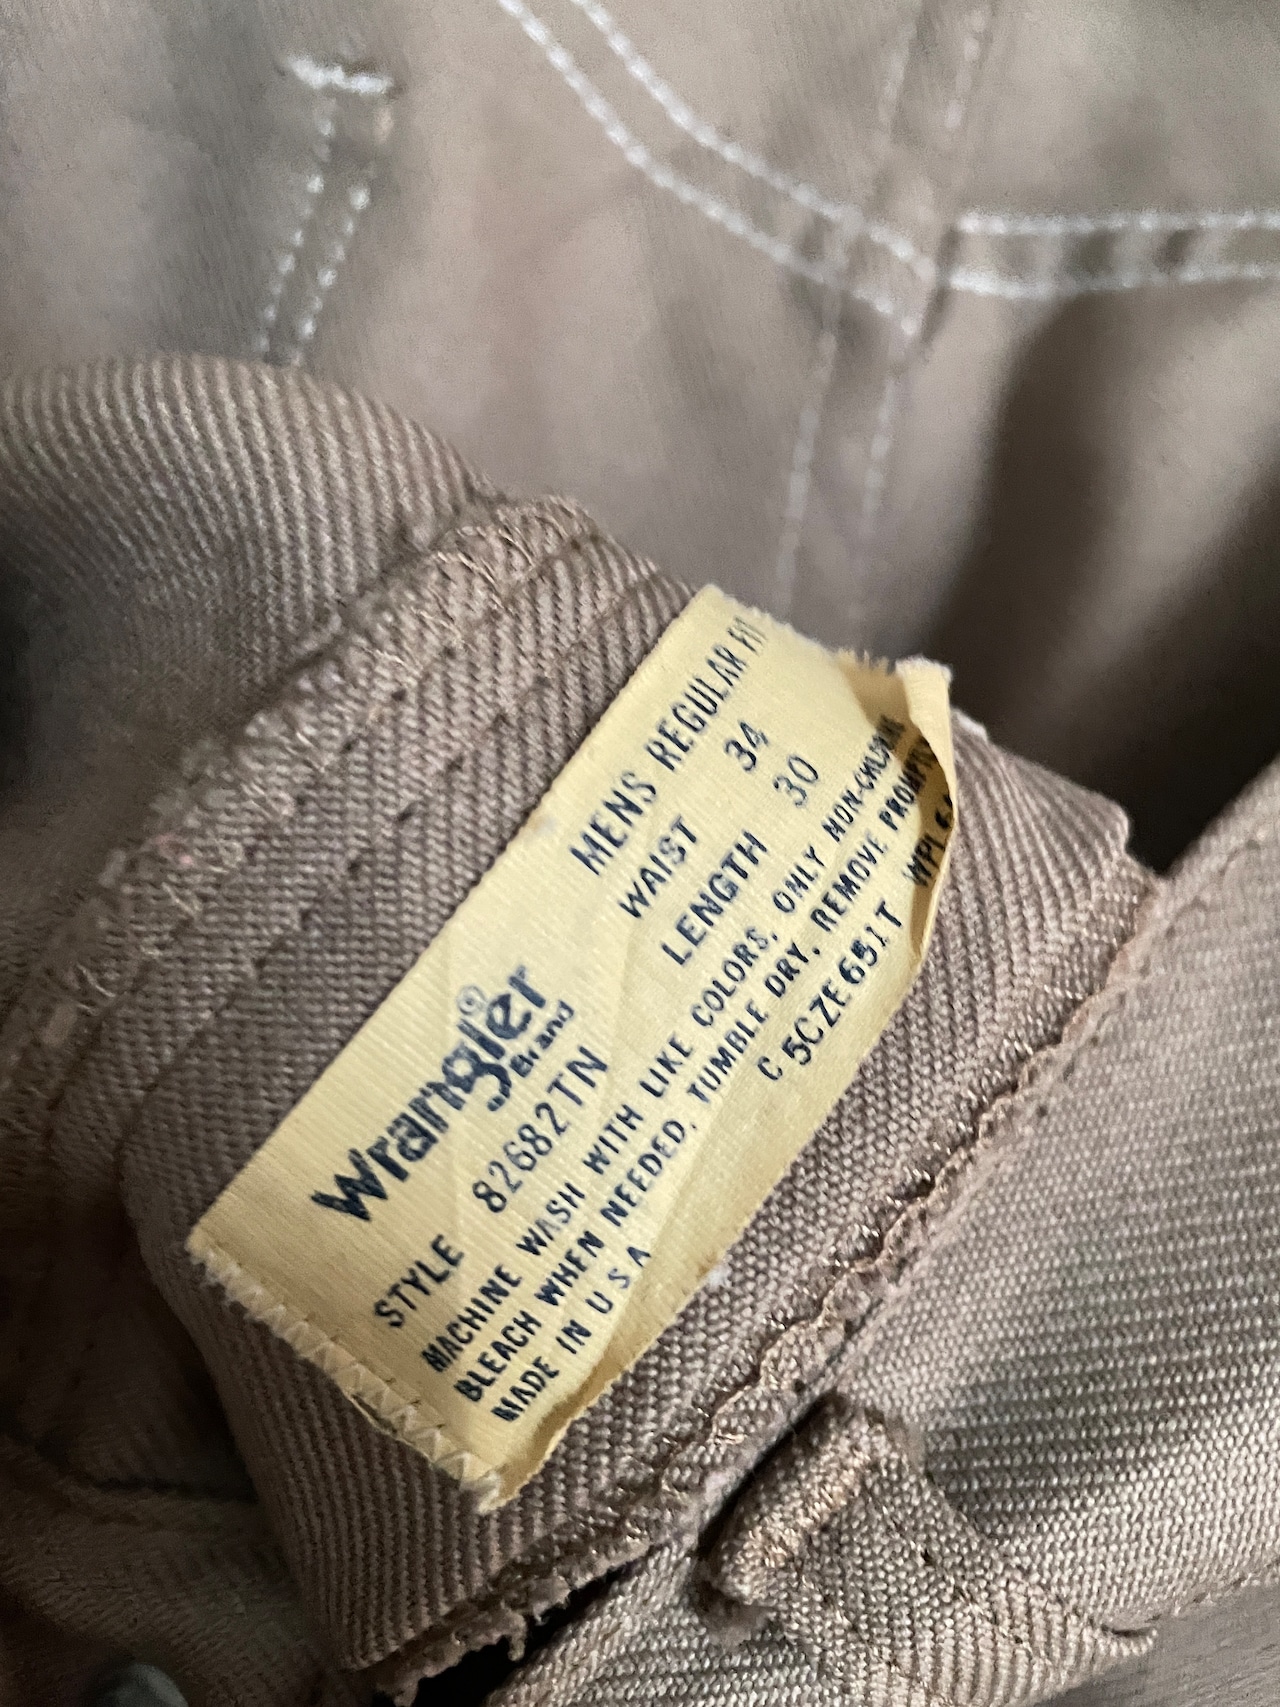 MENS REGULAR FIT
Wrangler®
Brand
WAIST 34
STYLE 82682TN
LENGTH 30
MACHINE WASH WITH LIKE COLORS. ONLY NON-CHLORINE
BLEACH WHEN NEEDED. TUMBLE DRY. REMOVE PROMPTLY
MADE IN U S A
C 5CZE651T